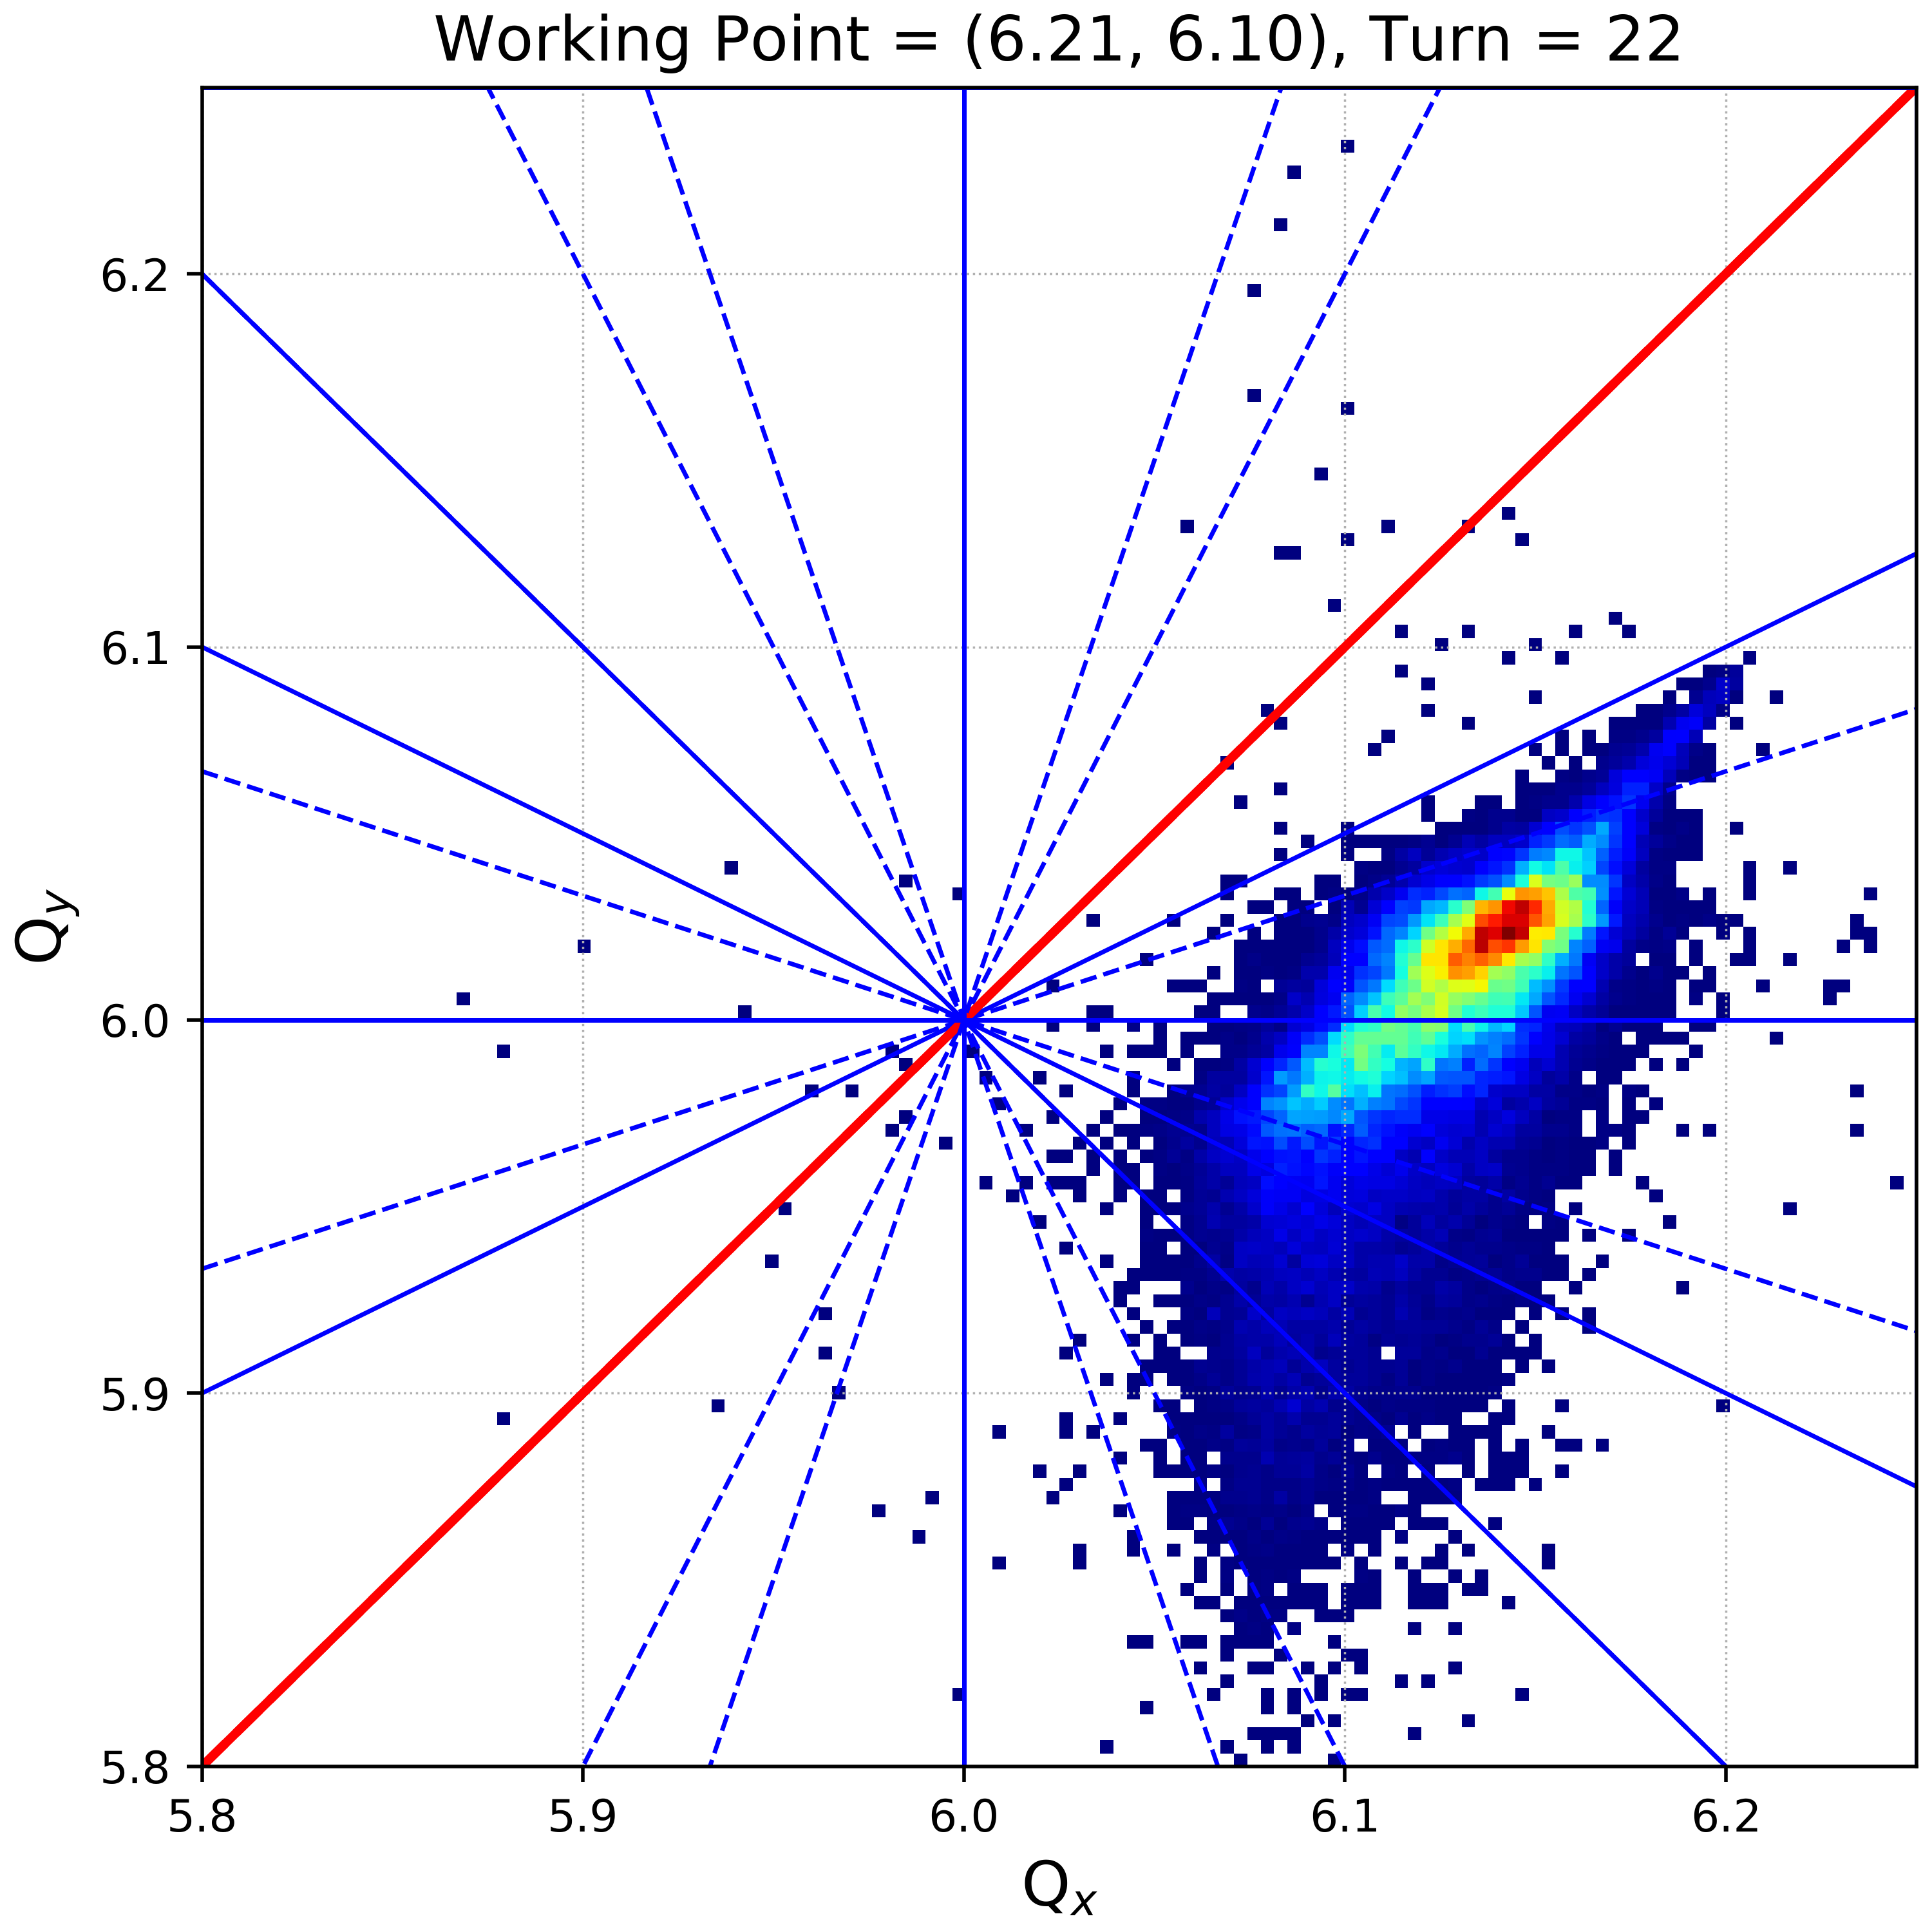 Working Point = (6.21, 6.10), Turn = 22
6.2
6.1
6.0
5.9
5.8
Qy
5.8 5.9 6.0 6.1 6.2
Qx